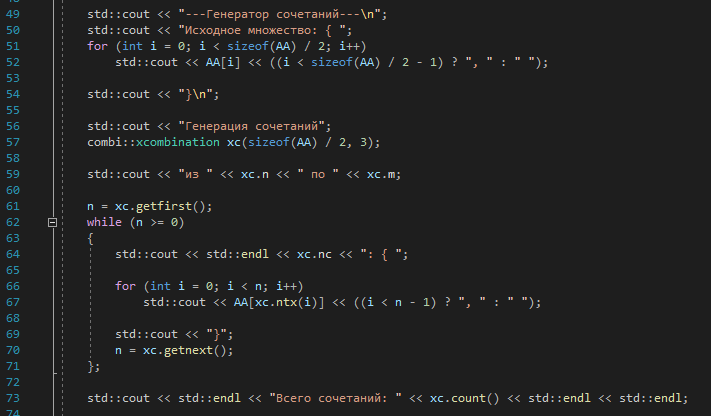 49 std::cout << "---Генератор сочетаний---\n";
50 std::cout << "Исходное множество: { ";
51 for (int i = 0; i < sizeof(AA) / 2; i++)
52 std::cout << AA[i] << ((i < sizeof(AA) / 2 - 1) ? ", " : " ");
53
54 std::cout << "}\n";
55
56 std::cout << "Генерация сочетаний";
57 combi::xcombination xc(sizeof(AA) / 2, 3);
58
59 std::cout << "из " << xc.n << " по " << xc.m;
60
61 n = xc.getfirst();
62 while (n >= 0)
63 {
64 std::cout << std::endl << xc.nc << ": { ";
65
66 for (int i = 0; i < n; i++)
67 std::cout << AA[xc.ntx(i)] << ((i < n - 1) ? ", " : " ");
68
69 std::cout << "}";
70 n = xc.getnext();
71 };
72
73 std::cout << std::endl << "Всего сочетаний: " << xc.count() << std::endl << std::endl;